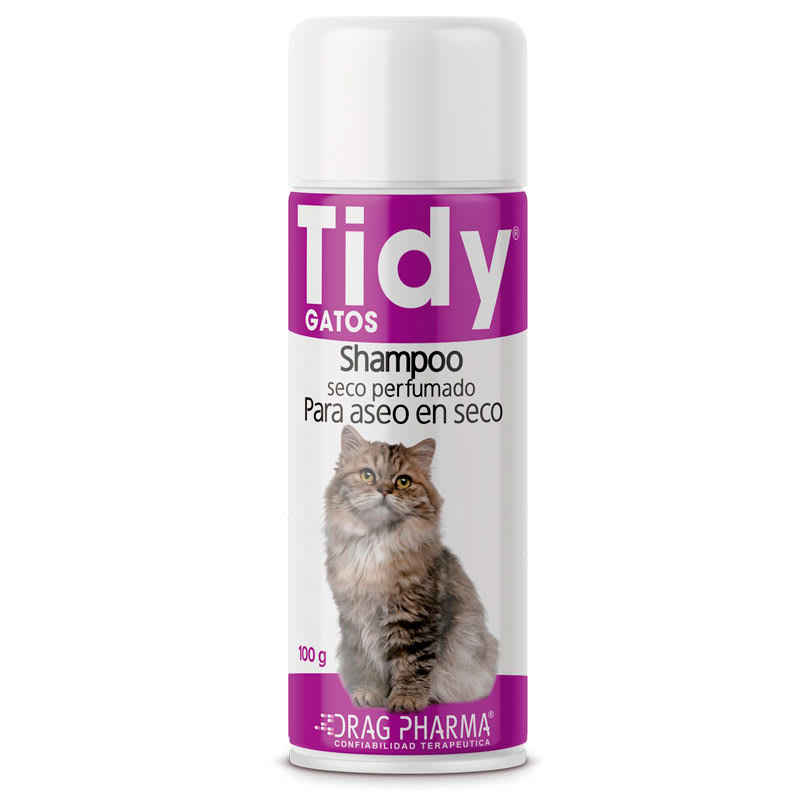 Tidy®
GATOS
Shampoo
seco perfumado
Para aseo en seco
100 g
DRAG PHARMA®
CONFIABILIDAD TERAPEUTICA